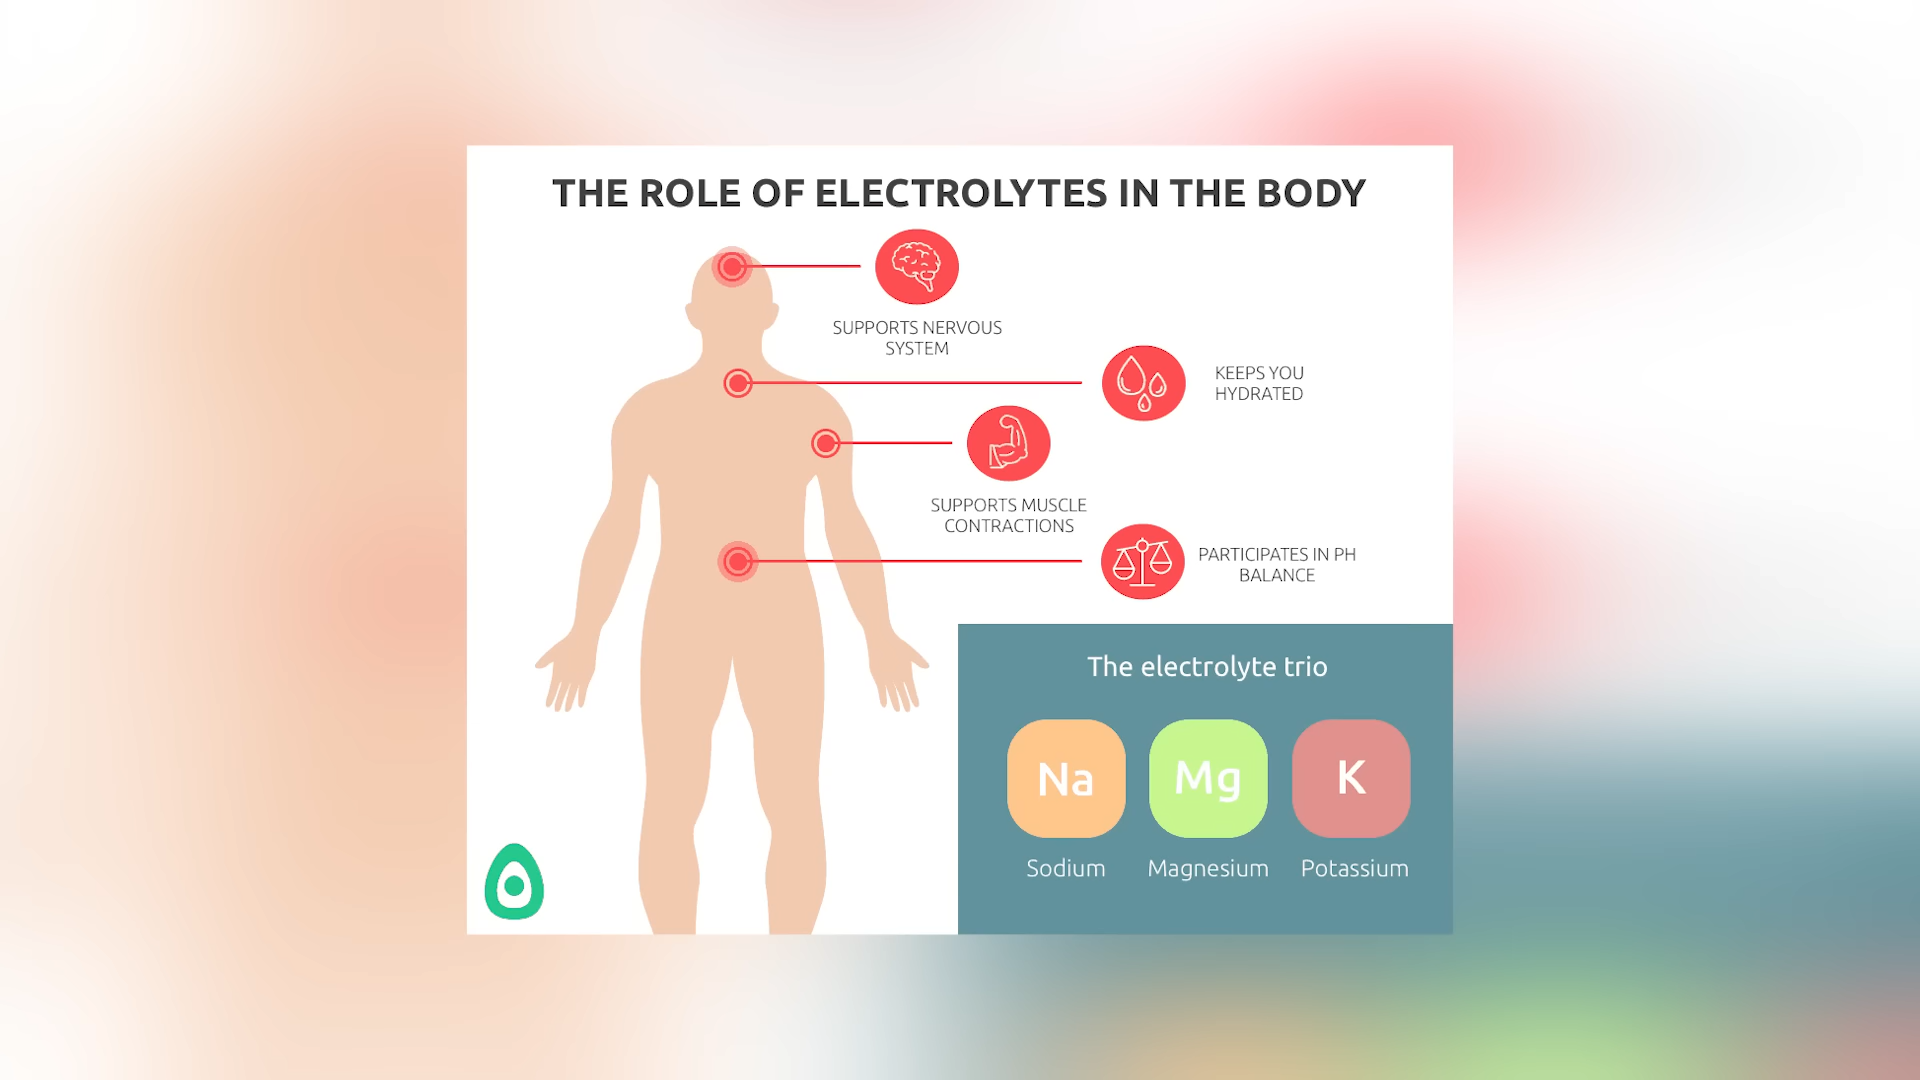 THE ROLE OF ELECTROLYTES IN THE BODY
SUPPORTS NERVOUS
SYSTEM
KEEPS YOU
HYDRATED
SUPPORTS MUSCLE
CONTRACTIONS
PARTICIPATES IN PH
BALANCE
The electrolyte trio
Na
Mg
K
Sodium
Magnesium
Potassium